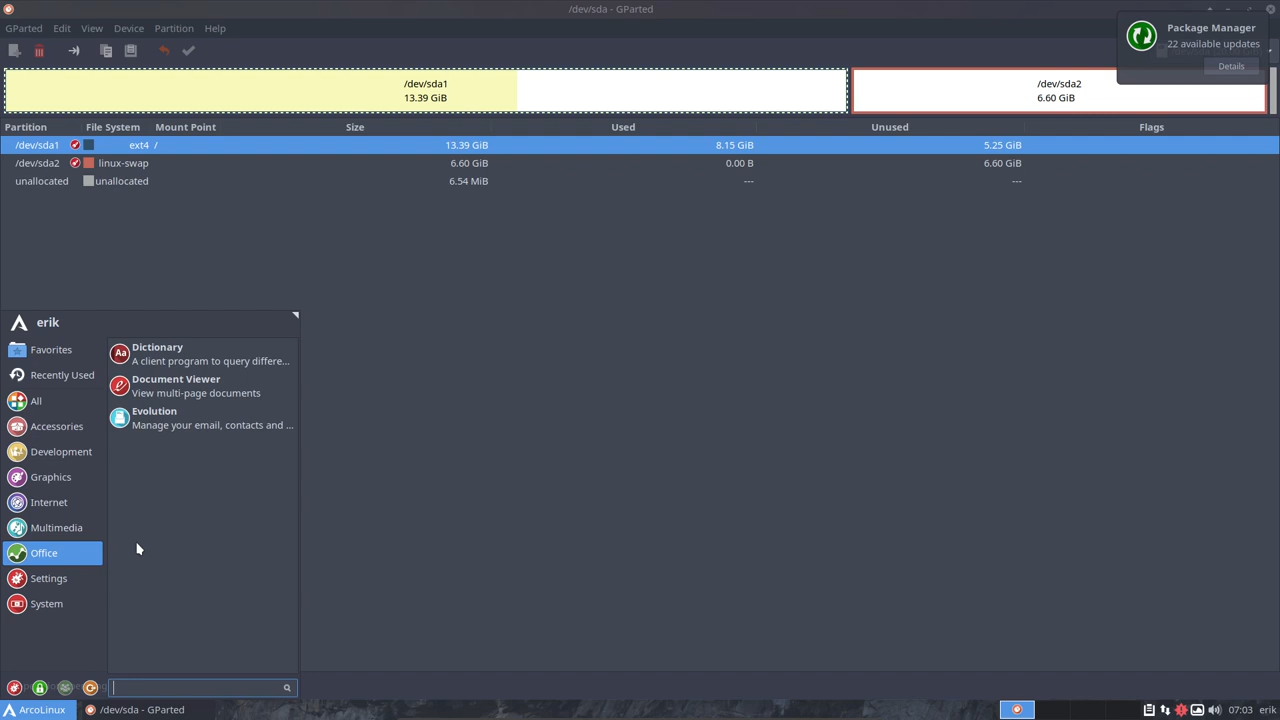 /dev/sda - GParted
GParted Edit View Device Partition Help
Package Manager
22 available updates
Details
/dev/sda1
13.39 GiB
/dev/sda2
6.60 GiB
Partition File System Mount Point Size Used Unused Flags
/dev/sda1 ext4 / 13.39 GiB 8.15 GiB 5.25 GiB
/dev/sda2 linux-swap 6.60 GiB 0.00 B 6.60 GiB
unallocated unallocated 6.54 MiB --- ---
erik
Favorites
Recently Used
All
Accessories
Development
Graphics
Internet
Multimedia
Office
Settings
System
Dictionary
A client program to query differe...
Document Viewer
View multi-page documents
Evolution
Manage your email, contacts and ...
ArcoLinux /dev/sda - GParted 07:03 erik